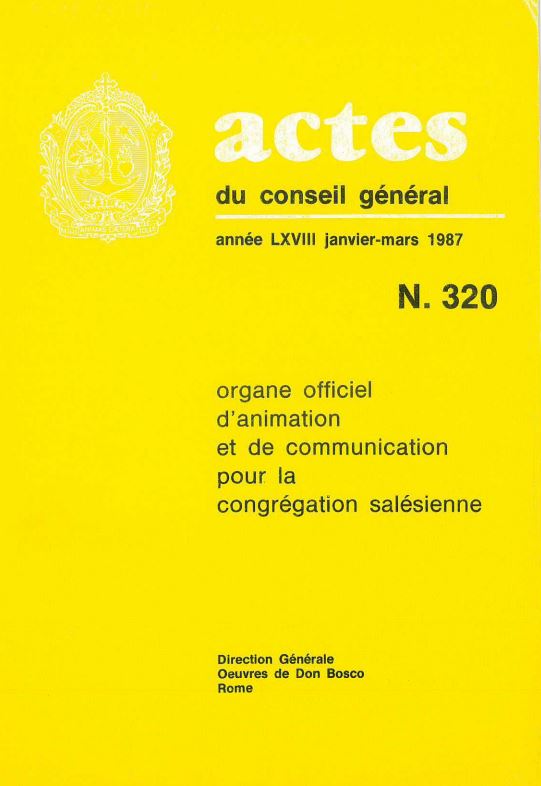 actes
du conseil général
année LXVIII janvier-mars 1987
N. 320
organe officiel
d'animation
et de communication
pour la
congrégation salésienne
Direction Générale
Oeuvres de Don Bosco
Rome